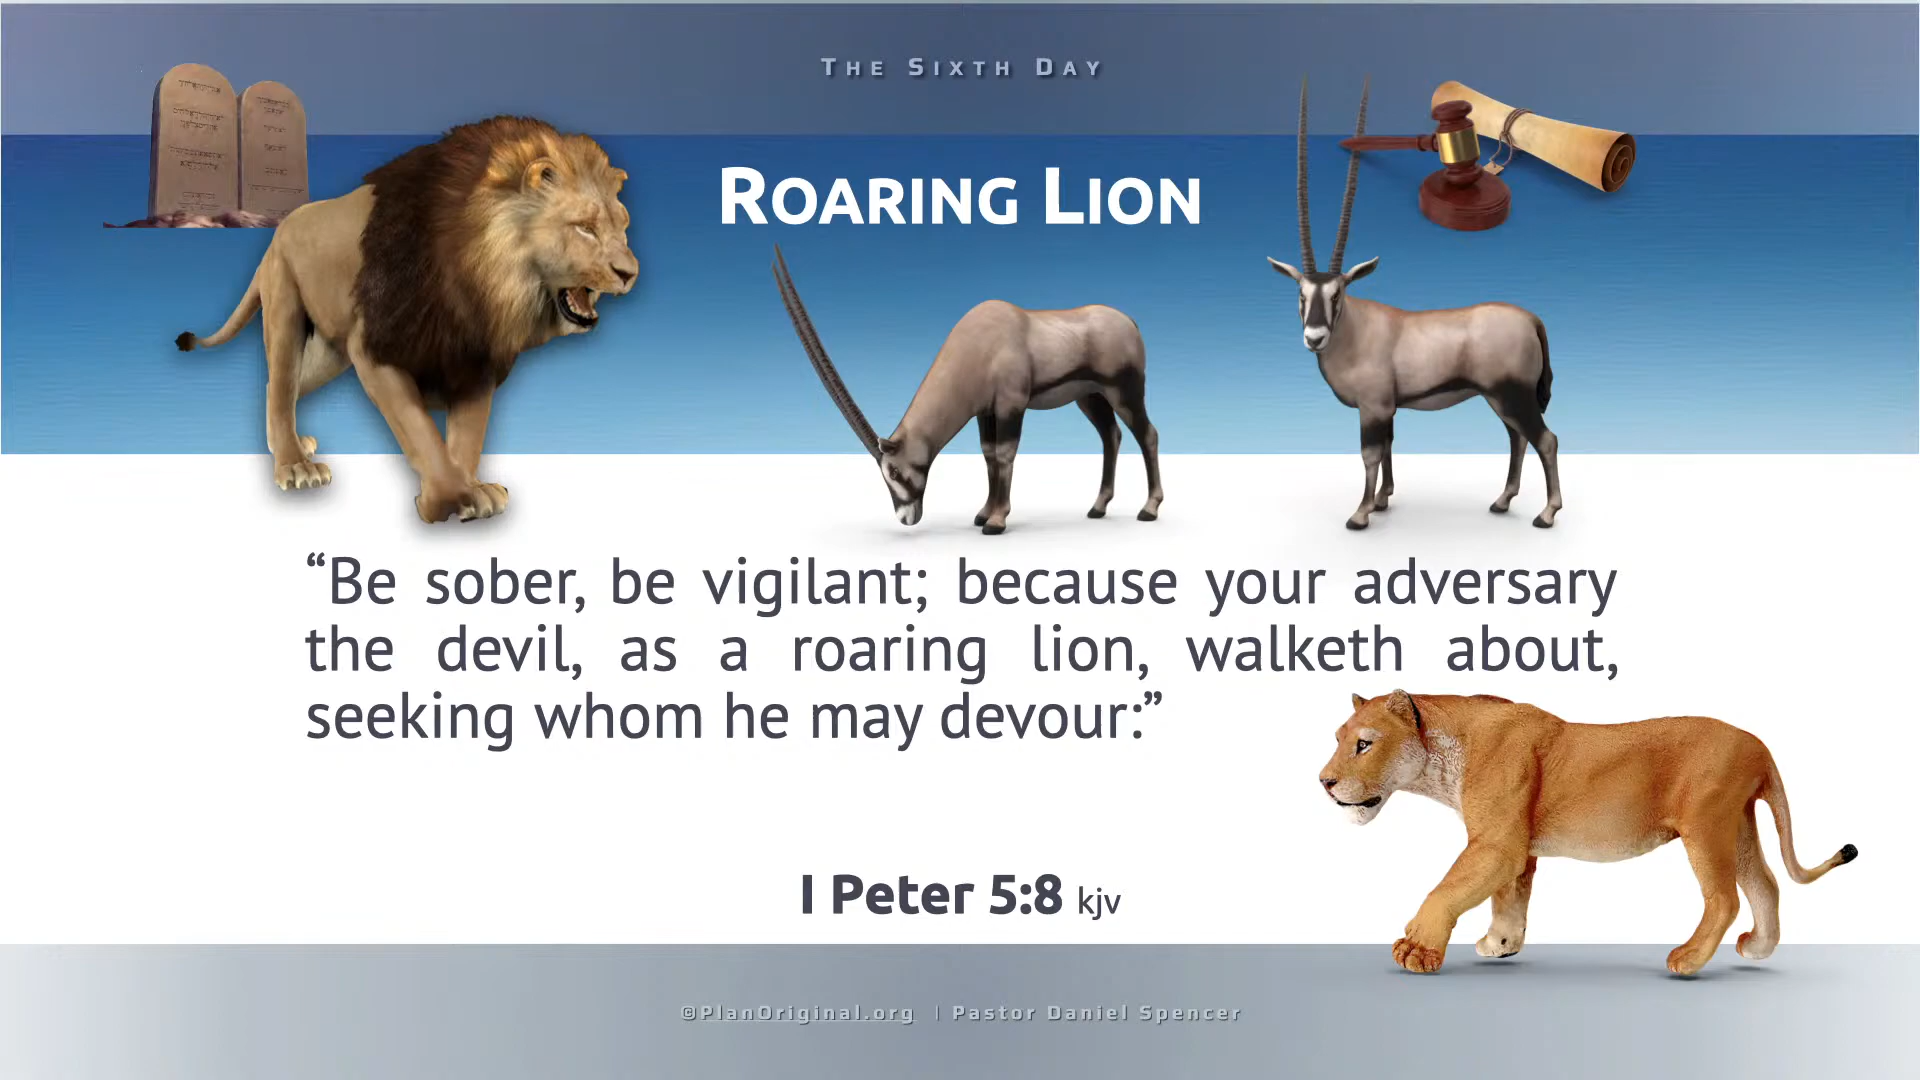 THE SIXTH DAY
ROARING LION
“Be sober, be vigilant; because your adversary
the devil, as a roaring lion, walketh about,
seeking whom he may devour:”
I Peter 5:8 kjv
©PlanOriginal.org | Pastor Daniel Spencer